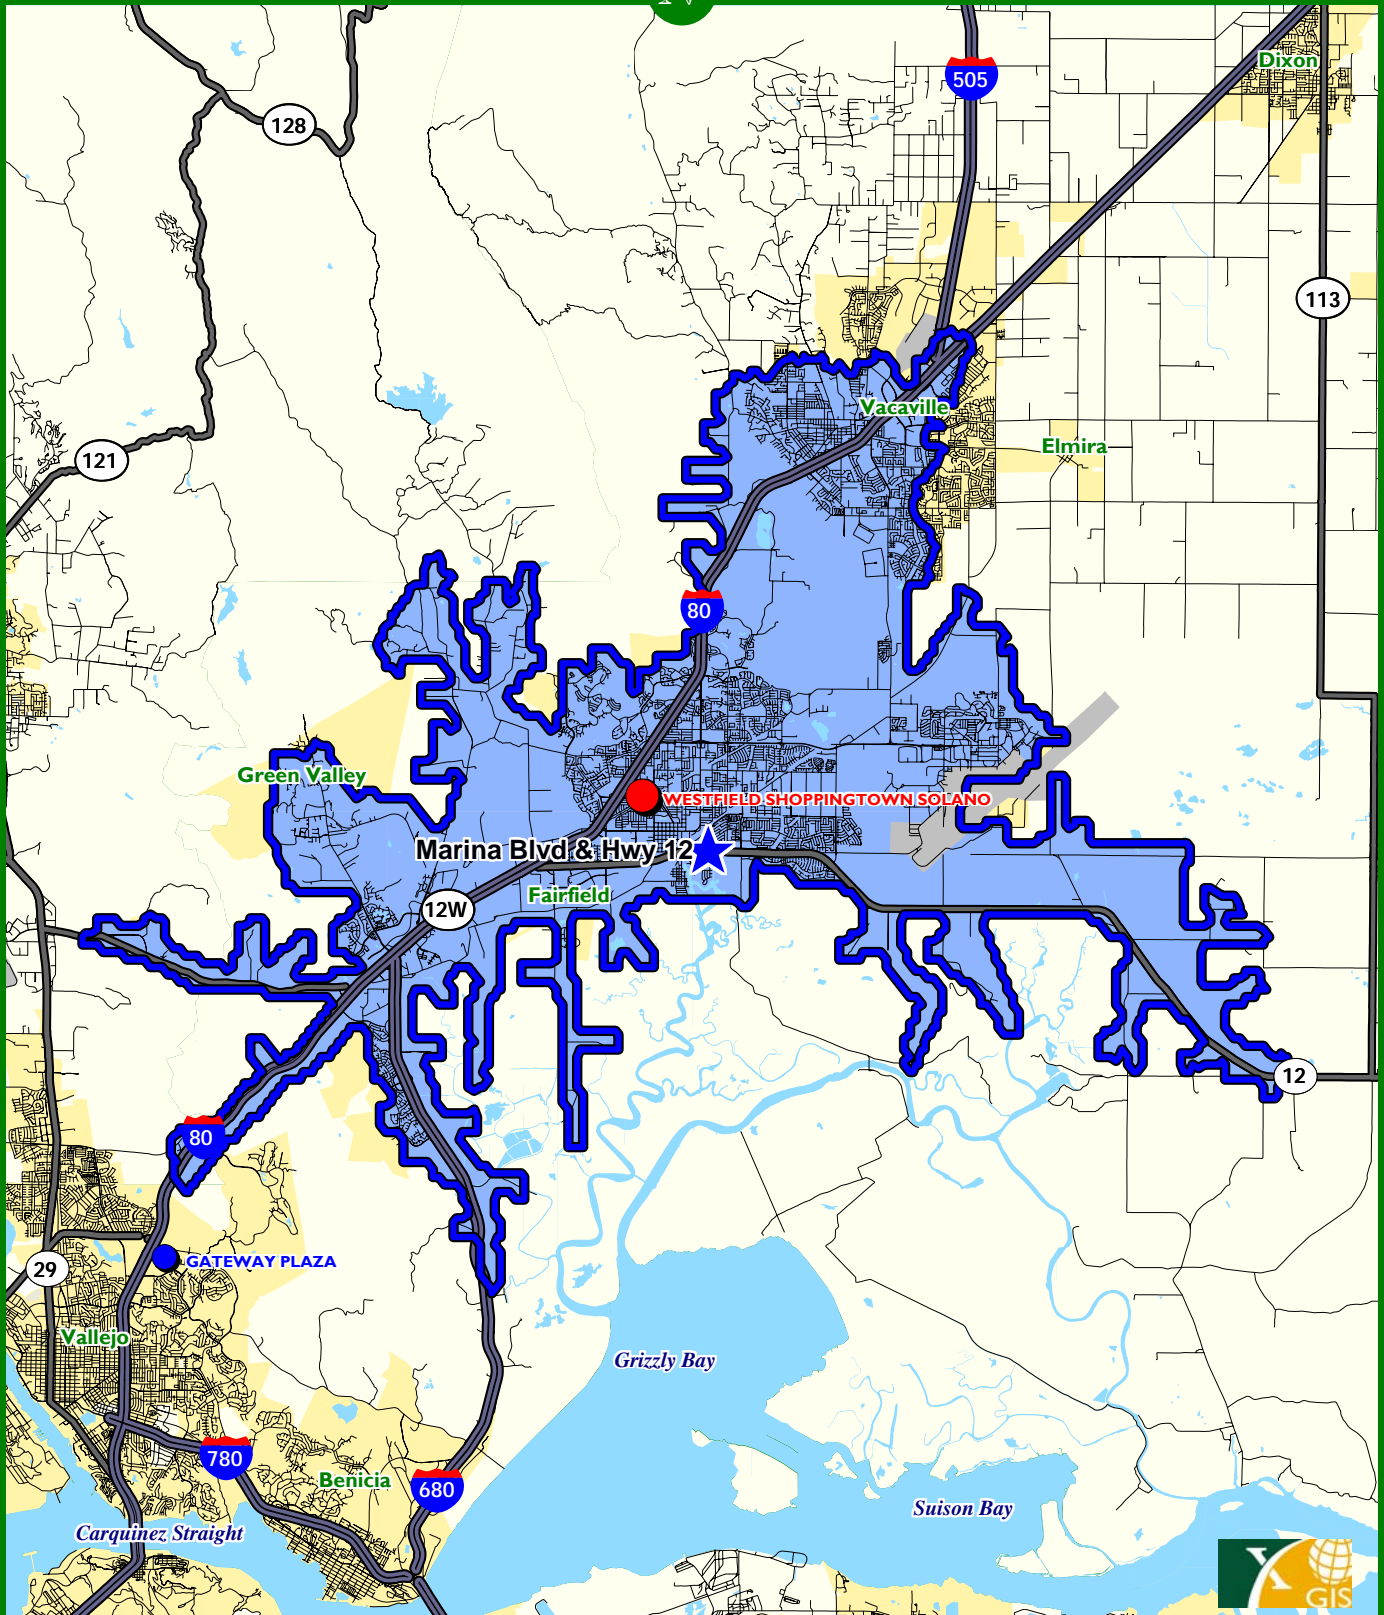 Dixon
505
128
113
Vacaville
Elmira
121
80
Green Valley
WESTFIELD SHOPPINGTOWN SOLANO
Marina Blvd & Hwy 12
Fairfield
12W
12
80
GATEWAY PLAZA
29
Vallejo
Grizzly Bay
780
Benicia
680
Suison Bay
Carquinez Straight
X
GIS